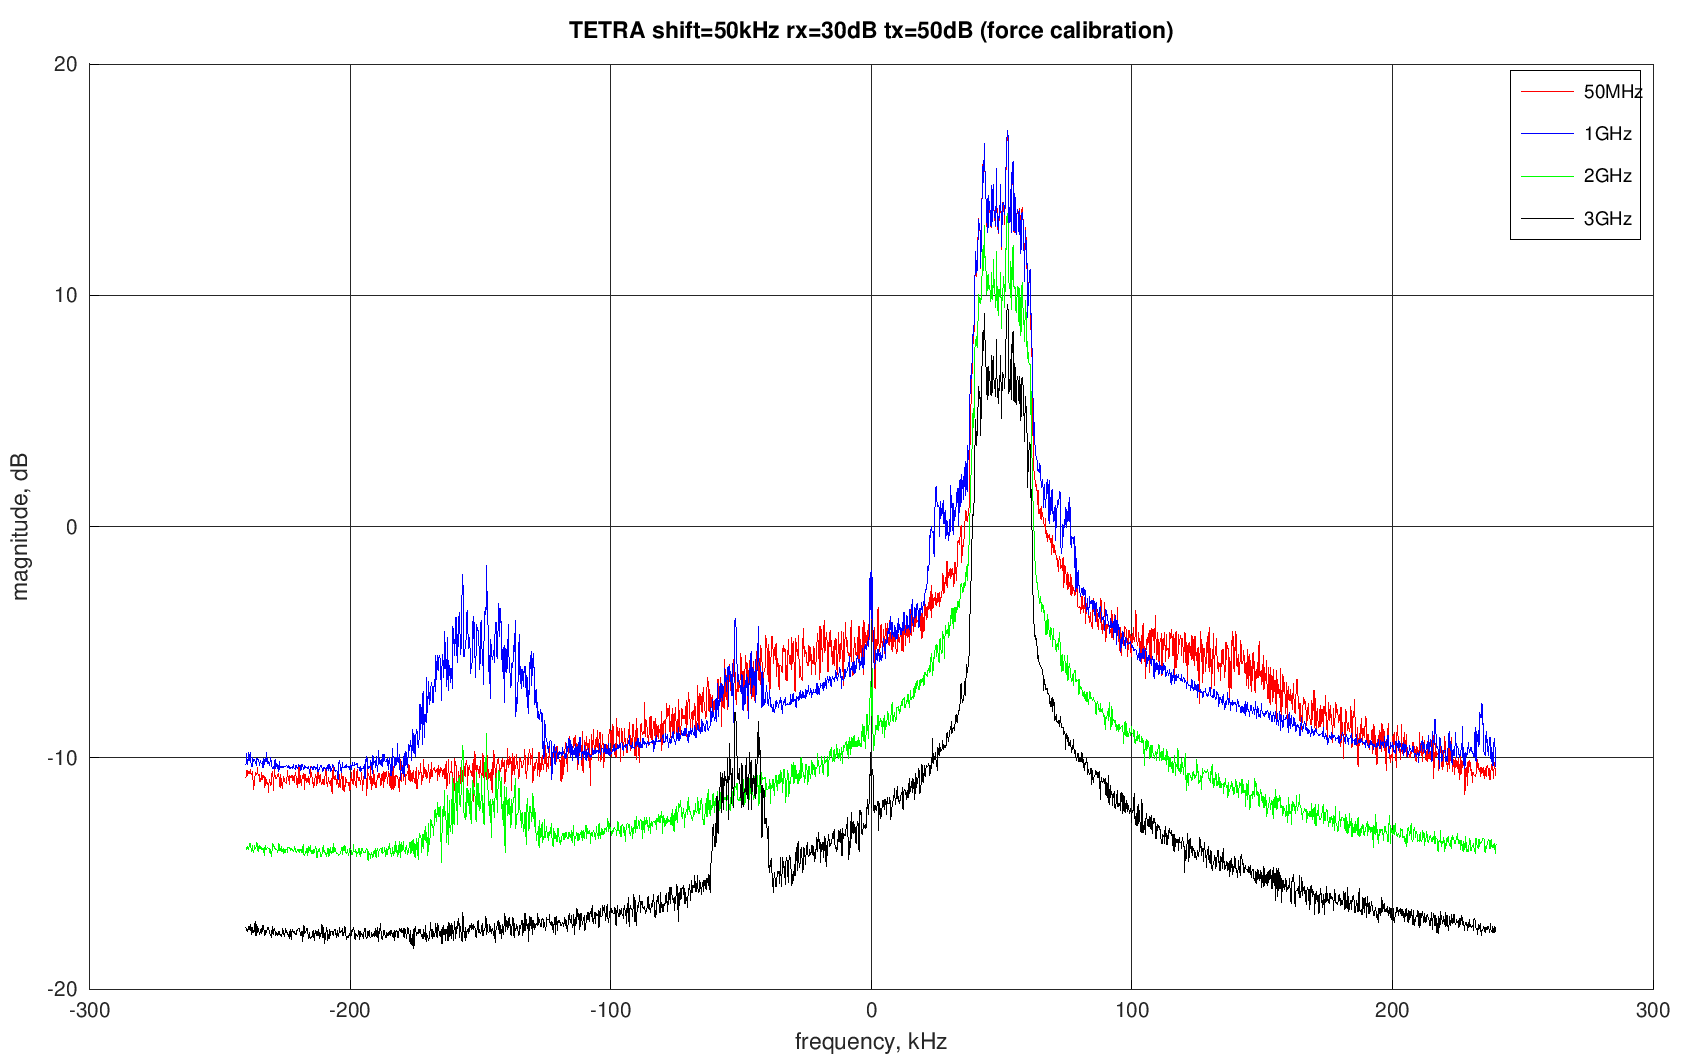 TETRA shift=50kHz rx=30dB tx=50dB (force calibration)
20
10
0
-10
-20
magnitude, dB
50MHz
1GHz
2GHz
3GHz
-300
-200
-100
0
100
200
300
frequency, kHz